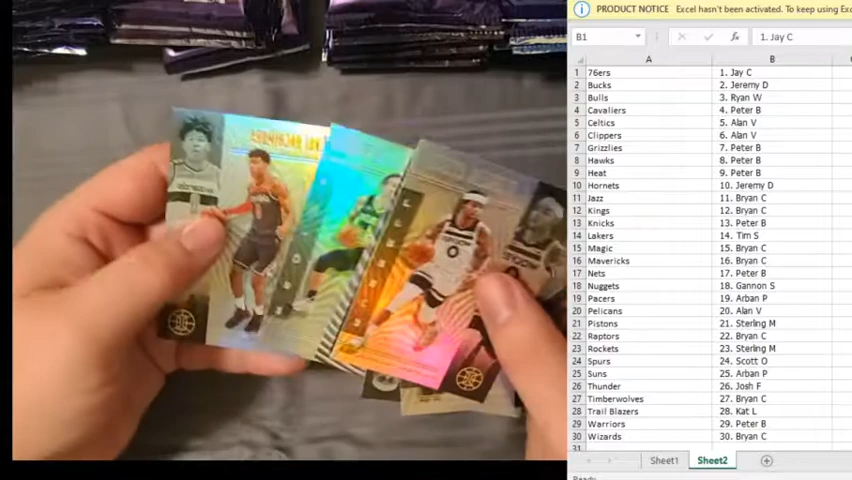 PRODUCT NOTICE Excel hasn't been activated. To keep using Exc
B1 fx 1. Jay C
A B
1 76ers 1. Jay C
2 Bucks 2. Jeremy D
3 Bulls 3. Ryan W
4 Cavaliers 4. Peter B
5 Celtics 5. Alan V
6 Clippers 6. Alan V
7 Grizzlies 7. Peter B
8 Hawks 8. Peter B
9 Heat 9. Peter B
10 Hornets 10. Jeremy D
11 Jazz 11. Bryan C
12 Kings 12. Bryan C
13 Knicks 13. Peter B
14 Lakers 14. Tim S
15 Magic 15. Bryan C
16 Mavericks 16. Bryan C
17 Nets 17. Peter B
18 Nuggets 18. Gannon S
19 Pacers 19. Arban P
20 Pelicans 20. Alan V
21 Pistons 21. Sterling M
22 Raptors 22. Bryan C
23 Rockets 23. Sterling M
24 Spurs 24. Scott O
25 Suns 25. Arban P
26 Thunder 26. Josh F
27 Timberwolves 27. Bryan C
28 Trail Blazers 28. Kat L
29 Warriors 29. Peter B
30 Wizards 30. Bryan C
31
Sheet1 Sheet2
Ready